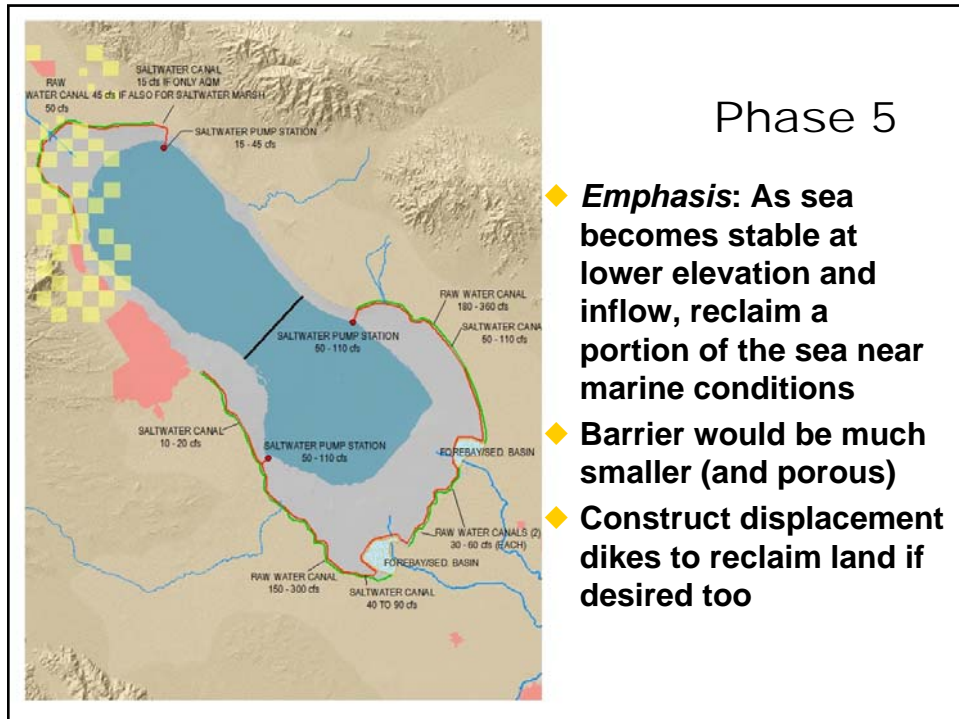 Phase 5
Emphasis: As sea
becomes stable at
lower elevation and
inflow, reclaim a
portion of the sea near
marine conditions
Barrier would be much
smaller (and porous)
Construct displacement
dikes to reclaim land if
desired too
SALTWATER CANAL
15 cfs IF ONLY AQM
RAW
WATER CANAL 45 cfs IF ALSO FOR SALTWATER MARSH
50 cfs
SALTWATER PUMP STATION
15 - 45 cfs
RAW WATER CANAL
180 - 360 cfs
SALTWATER CANA
50 - 110 cfs
SALTWATER PUMP STATION
50 - 110 cfs
SALTWATER CANAL
10 - 20 cfs
SALTWATER PUMP STATION
50 - 110 cfs
FOREBAY/SED. BASIN
RAW WATER CANALS (2)
30 - 60 cfs (EACH)
FOREBAY/SED. BASIN
RAW WATER CANAL
150 - 300 cfs
SALTWATER CANAL
40 TO 90 cfs